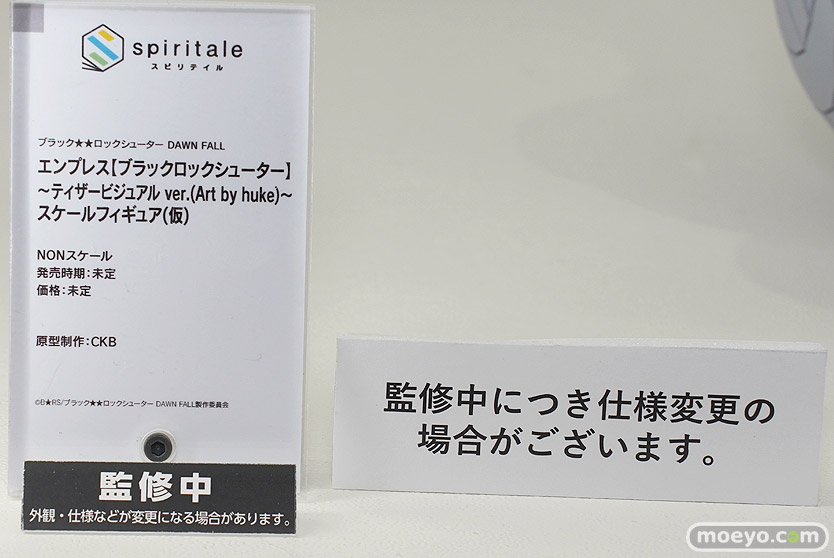 spiritale
スピリテイル
ブラック★★ロックシューター DAWN FALL
エンプレス【ブラックロックシューター】
～ティザービジュアル ver.(Art by huke)～
スケールフィギュア(仮)
NONスケール
発売時期：未定
価格：未定
原型制作：CKB
©B★RS/ブラック★★ロックシューター DAWN FALL製作委員会
監修中
外観・仕様などが変更になる場合があります。
監修中につき仕様変更の
場合がございます。
moeyo.com